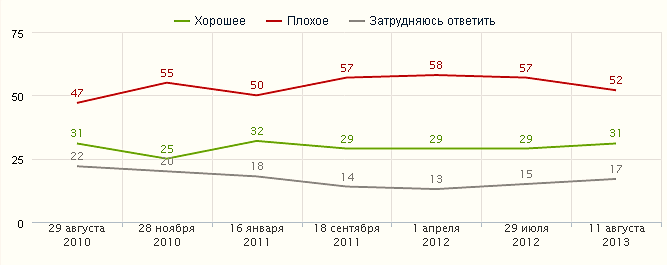 Хорошее Плохое Затрудняюсь ответить
75
47 55 50 57 58 57 52
50
31 25 32 29 29 29 31
25
22 20 18 14 13 15 17
0
29 августа 28 ноября 16 января 18 сентября 1 апреля 29 июля 11 августа
2010 2010 2011 2011 2012 2012 2013